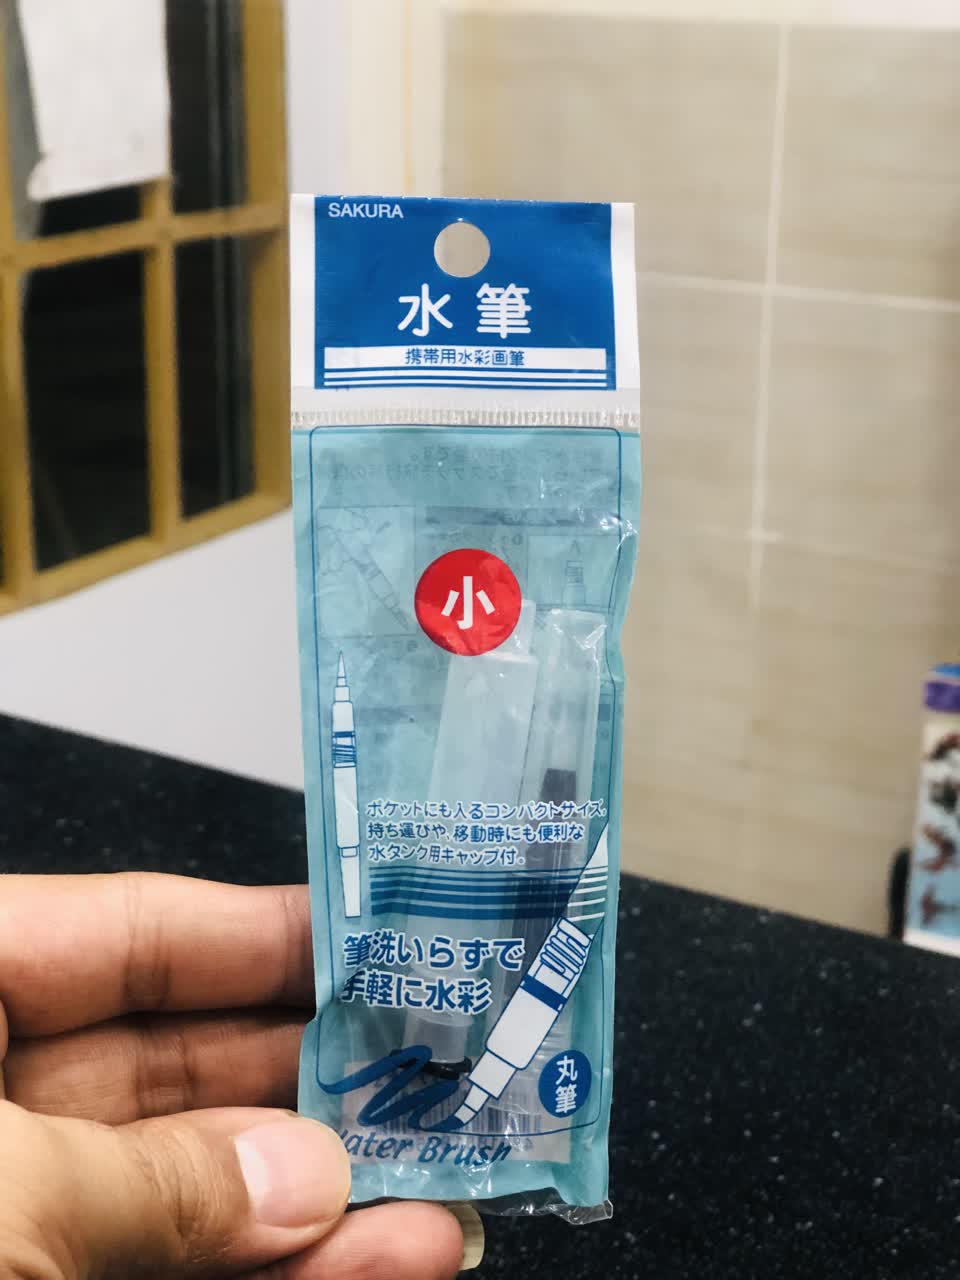 SAKURA
水筆
携帯用水彩画筆
小
ポケットにも入るコンパクトサイズ。
持ち運びや、移動時にも便利な
水タンク用キャップ付。
筆洗いらずで
手軽に水彩
丸筆
Water Brush